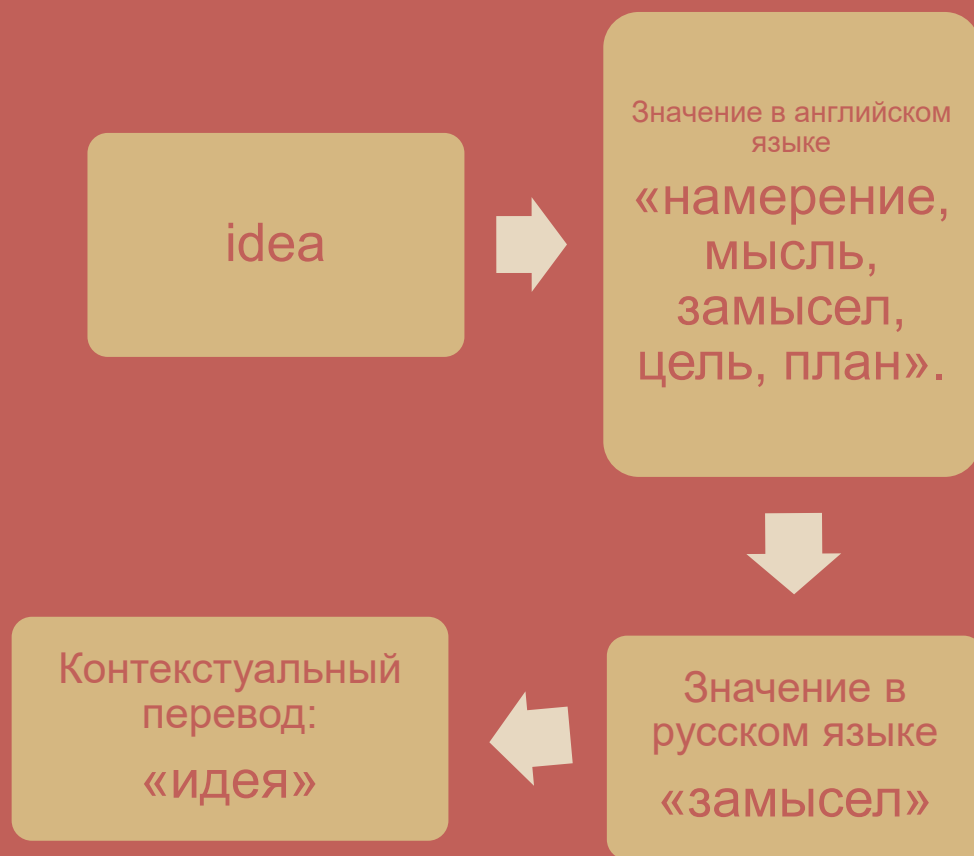 idea
Значение в английском
языке
«намерение,
мысль,
замысел,
цель, план».
Значение в
русском языке
«замысел»
Контекстуальный
перевод:
«идея»